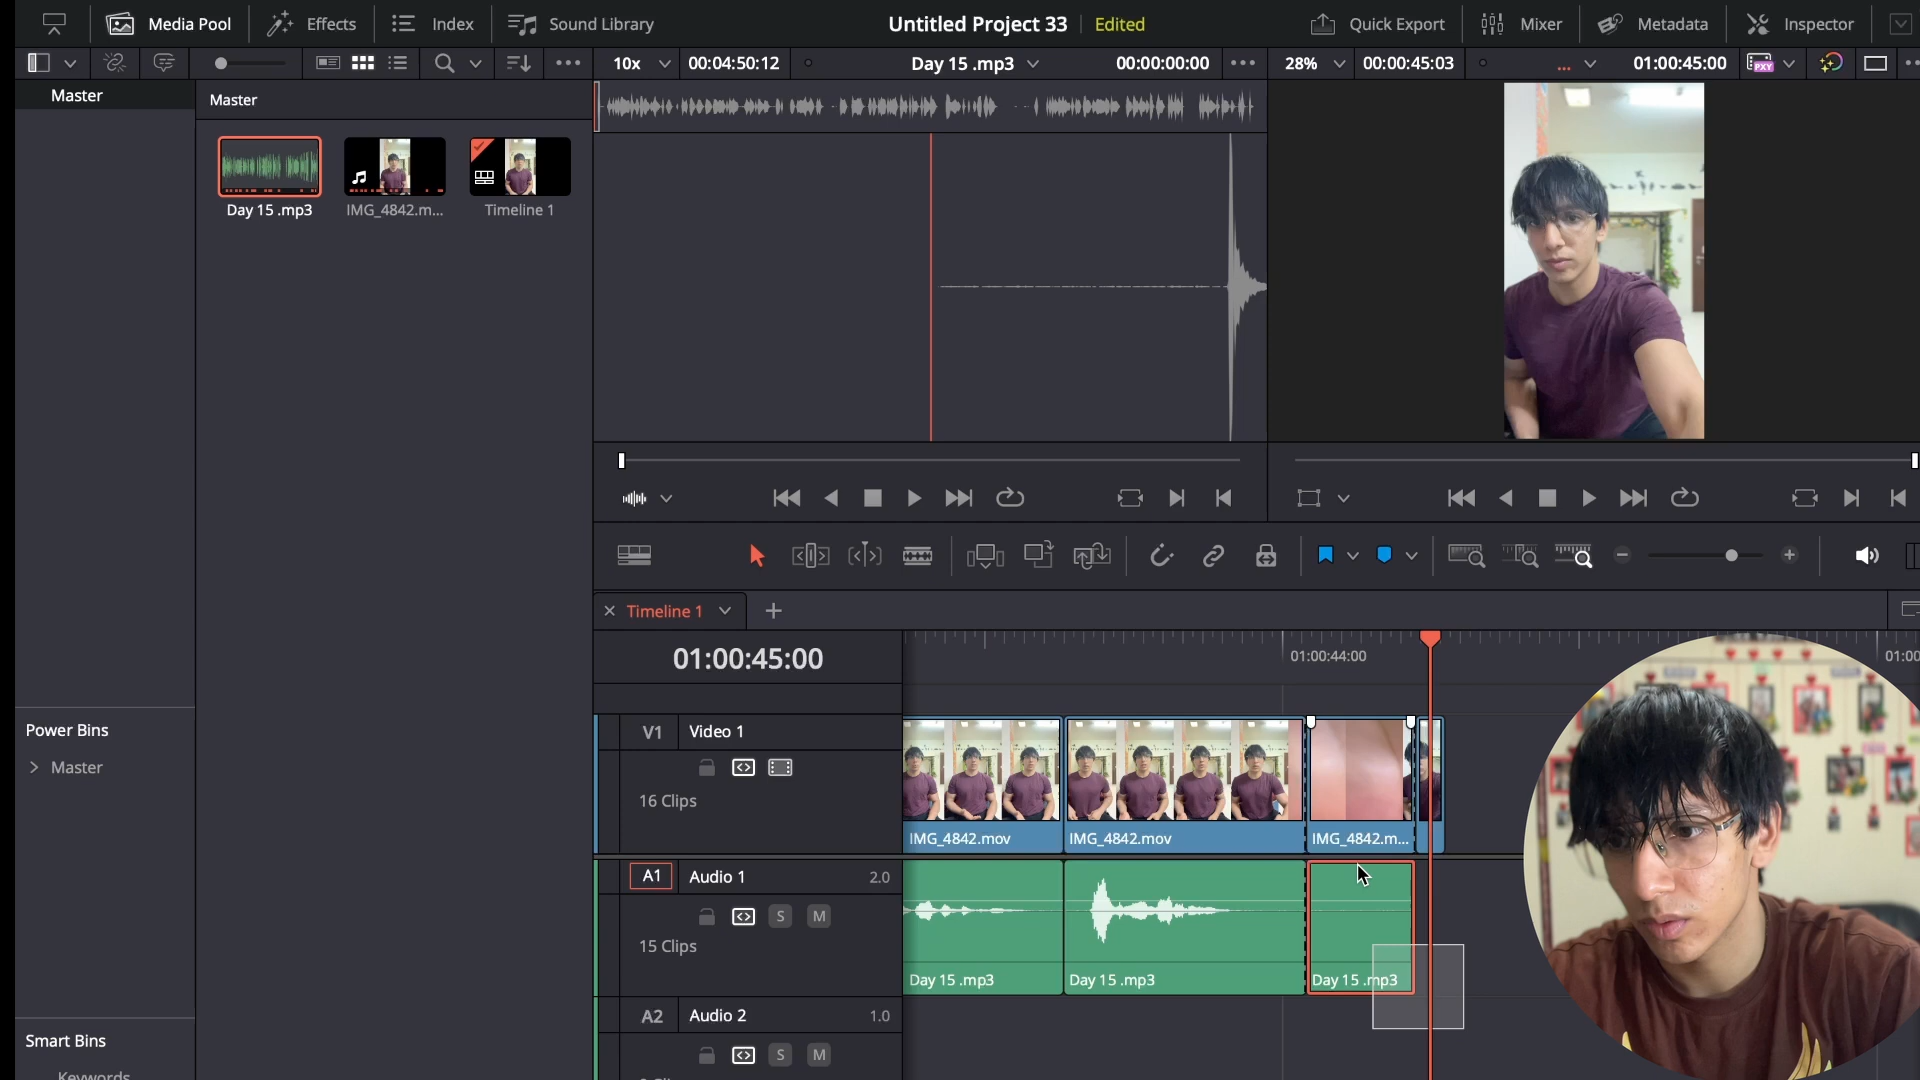 Media Pool
Effects
Index
Sound Library
Untitled Project 33
Edited
Quick Export
Mixer
Metadata
Inspector
10x
00:04:50:12
Day 15 .mp3
00:00:00:00
28%
00:00:45:03
...
01:00:45:00
PXY
Master
Master
Day 15 .mp3
IMG_4842.m...
Timeline 1
Timeline 1
01:00:45:00
01:00:44:00
01:00
V1
Video 1
16 Clips
IMG_4842.mov
IMG_4842.mov
IMG_4842.m...
Power Bins
Master
A1
Audio 1
2.0
S
M
15 Clips
Day 15 .mp3
Day 15 .mp3
Day 15 .mp3
A2
Audio 2
1.0
S
M
Smart Bins
Keywords